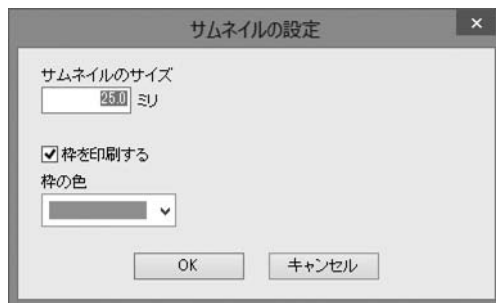 サムネイルの設定
サムネイルのサイズ
25.0 ミリ
枠を印刷する
枠の色
OK キャンセル